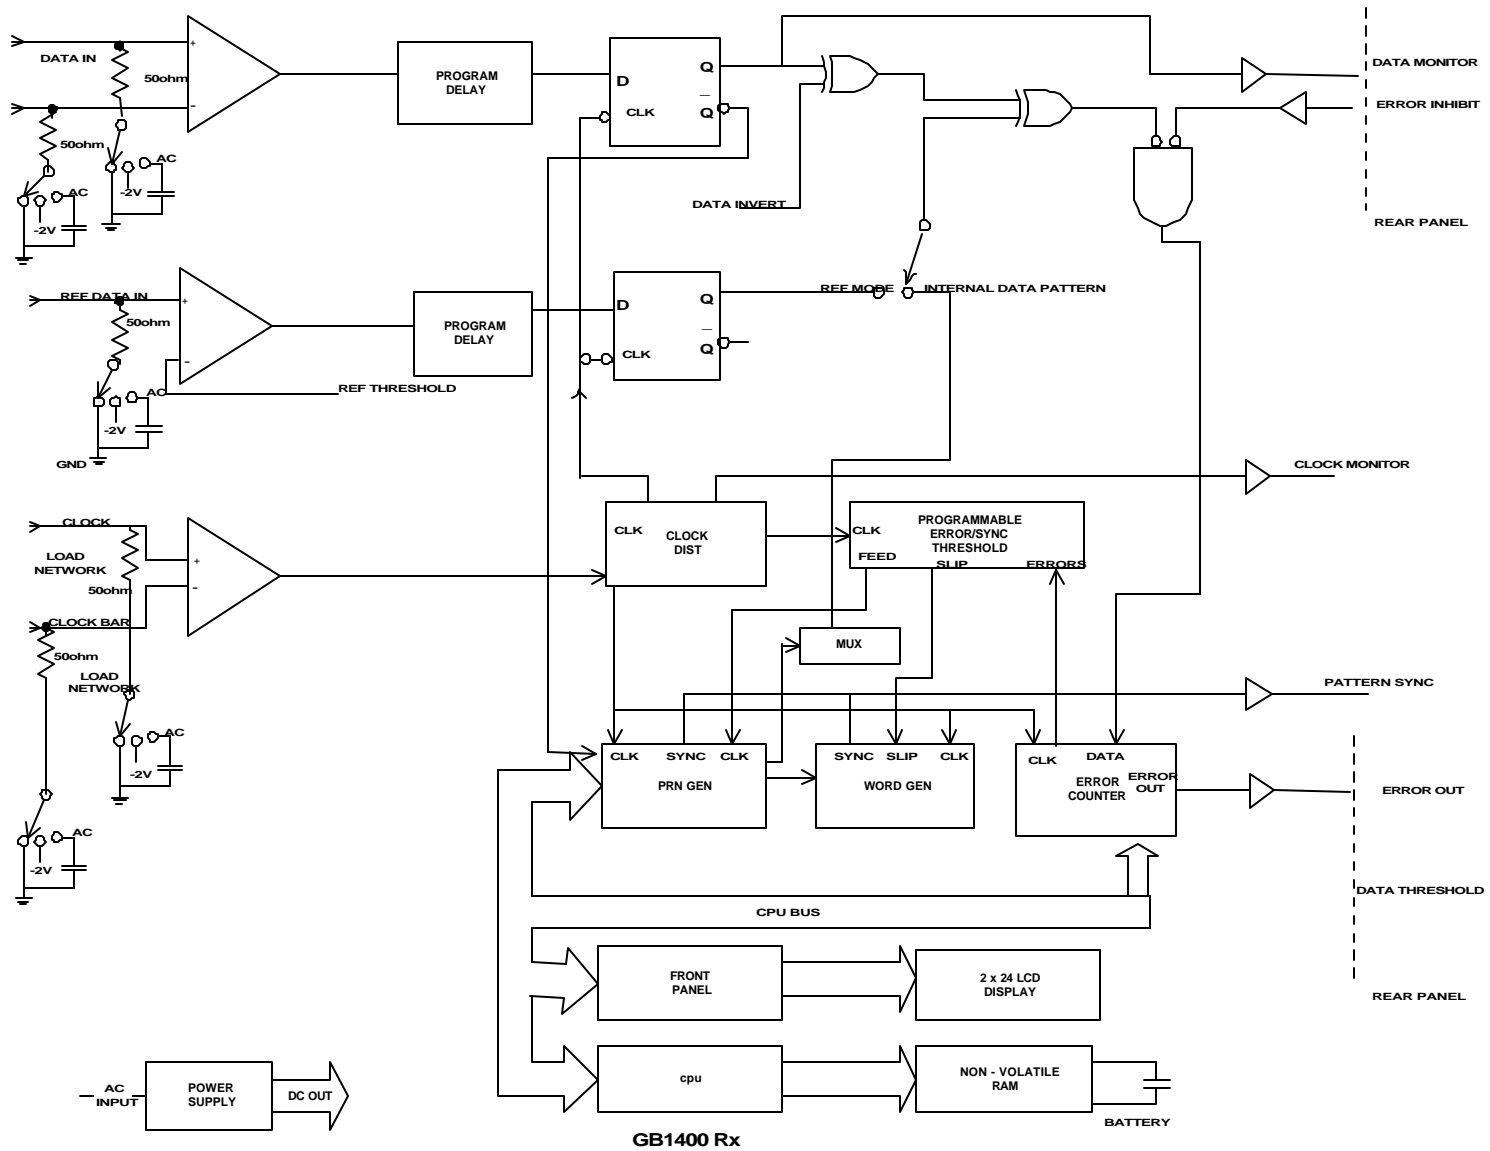 +
DATA IN
50ohm
PROGRAM
DELAY
D
Q
CLK
Q
DATA MONITOR
ERROR INHIBIT
-
50ohm
AC
-2V
AC
-2V
DATA INVERT
REAR PANEL
REF DATA IN
+
50ohm
PROGRAM
DELAY
D
Q
CLK
Q
REF MODE
INTERNAL DATA PATTERN
-
AC
REF THRESHOLD
-2V
GND
CLOCK MONITOR
CLOCK
LOAD
NETWORK
50ohm
+
-
CLK
CLOCK
DIST
CLK
PROGRAMMABLE
ERROR/SYNC
THRESHOLD
FEED
SLIP
ERRORS
CLOCK BAR
50ohm
LOAD
NETWORK
MUX
PATTERN SYNC
AC
-2V
CLK
SYNC
CLK
PRN GEN
SYNC
SLIP
CLK
WORD GEN
CLK
DATA
ERROR
COUNTER
ERROR
OUT
ERROR OUT
AC
-2V
DATA THRESHOLD
CPU BUS
FRONT
PANEL
2 x 24 LCD
DISPLAY
REAR PANEL
AC
INPUT
POWER
SUPPLY
DC OUT
cpu
NON - VOLATILE
RAM
BATTERY
GB1400 Rx